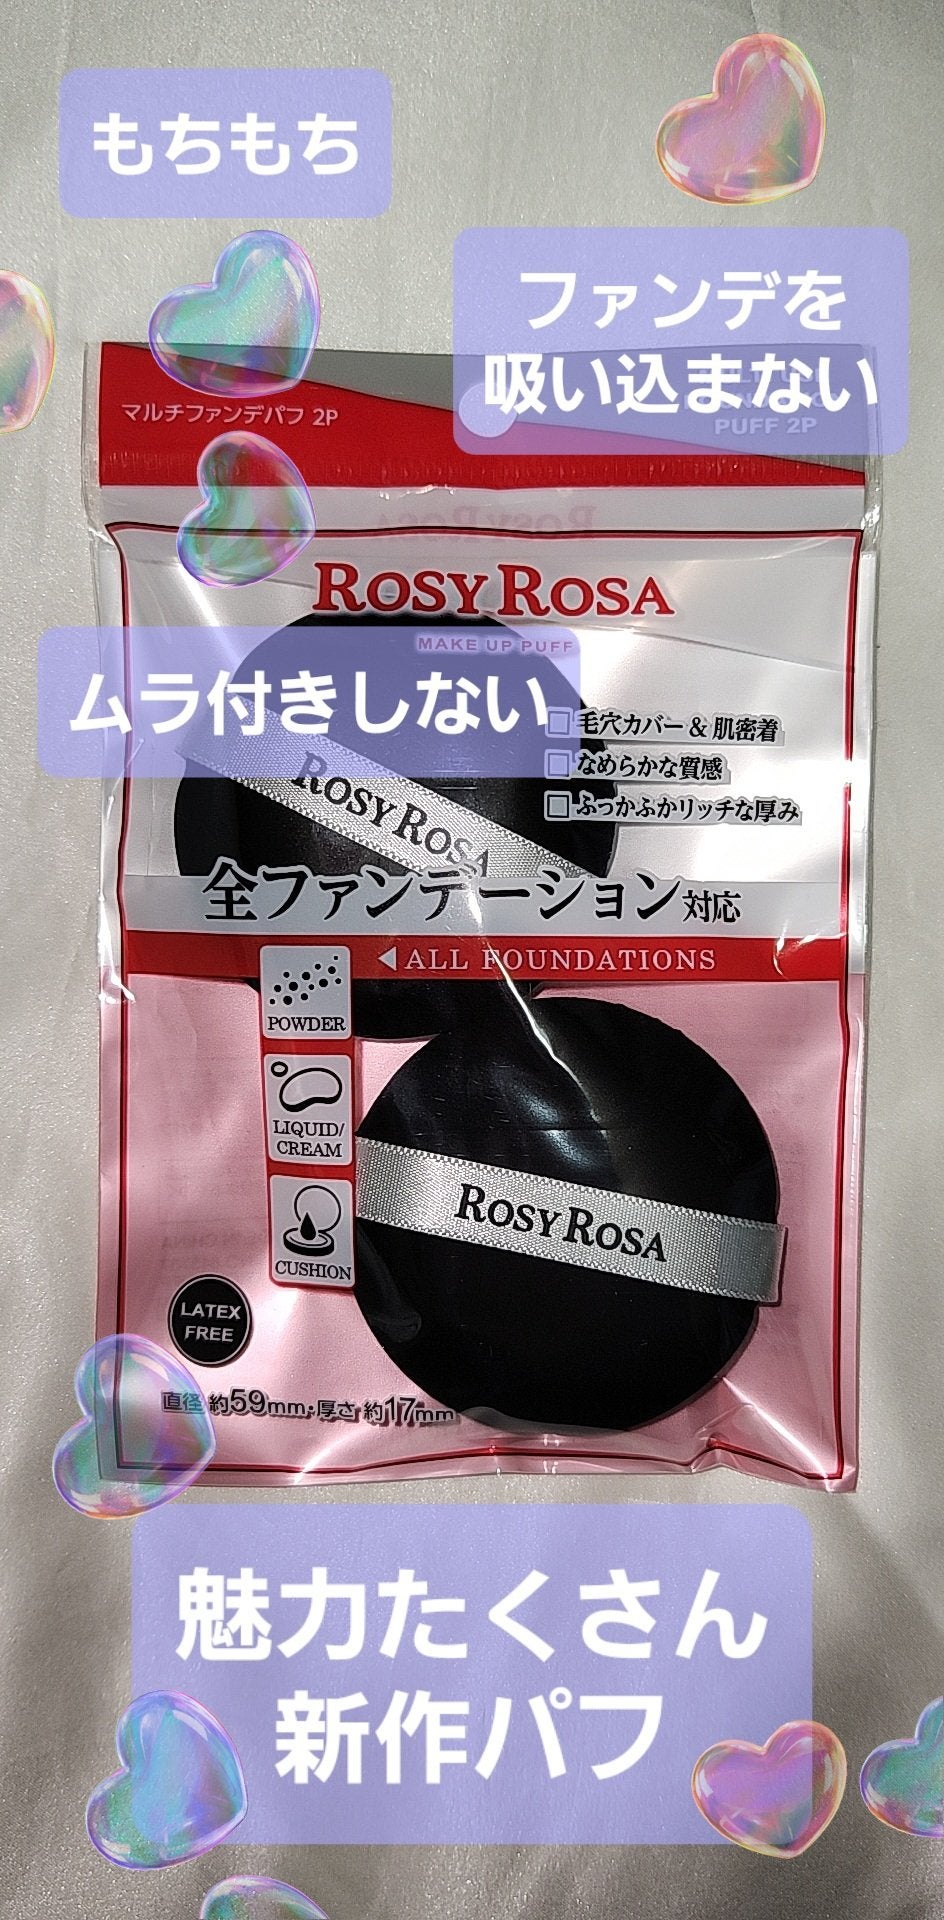 もちもち
ファンデを
吸い込まない
マルチファンデパフ 2P
PUFF 2P
ROSY ROSA
MAKE UP PUFF
ムラ付きしない
□毛穴カバー & 肌密着
□なめらかな質感
□ふっかふかリッチな厚み
ROSY ROSA
全ファンデーション対応
◀ALL FOUNDATIONS
POWDER
LIQUID/
CREAM
CUSHION
ROSY ROSA
LATEX
FREE
直径 約59mm・厚さ 約17mm
魅力たくさん
新作パフ